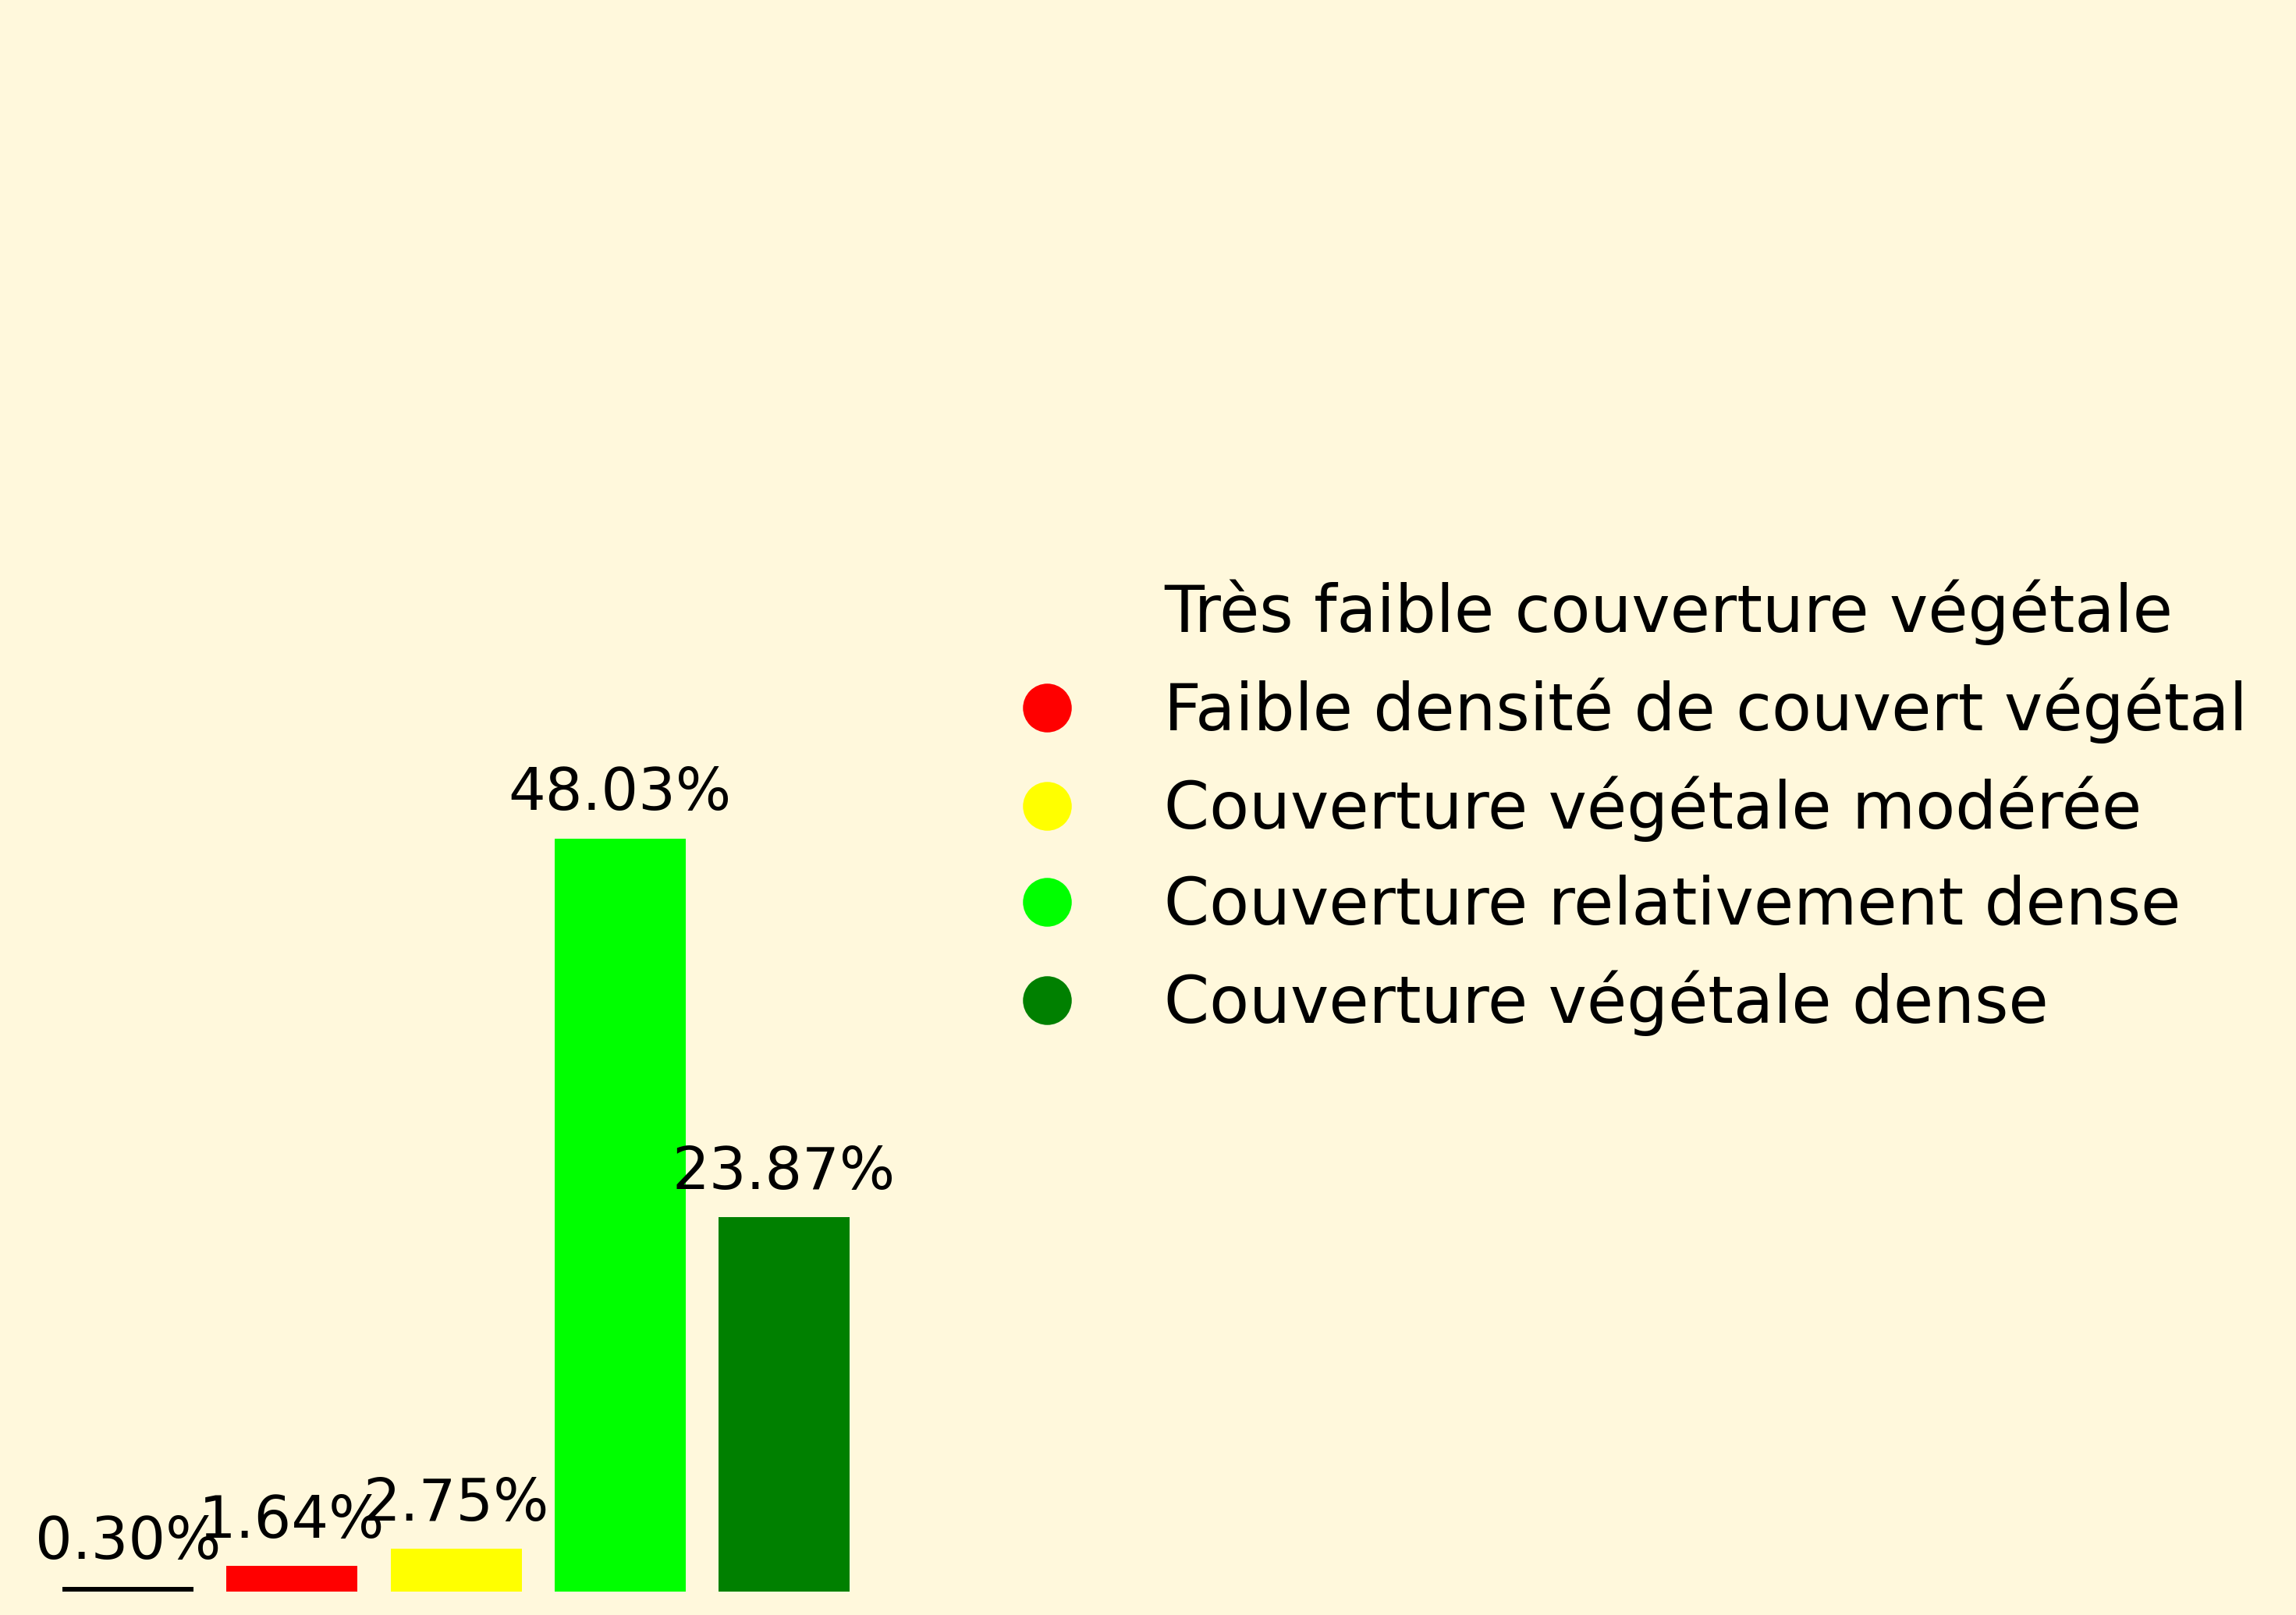 Très faible couverture végétale
Faible densité de couvert végétal
Couverture végétale modérée
Couverture relativement dense
Couverture végétale dense
48.03%
23.87%
2.75%
1.64%
0.30%